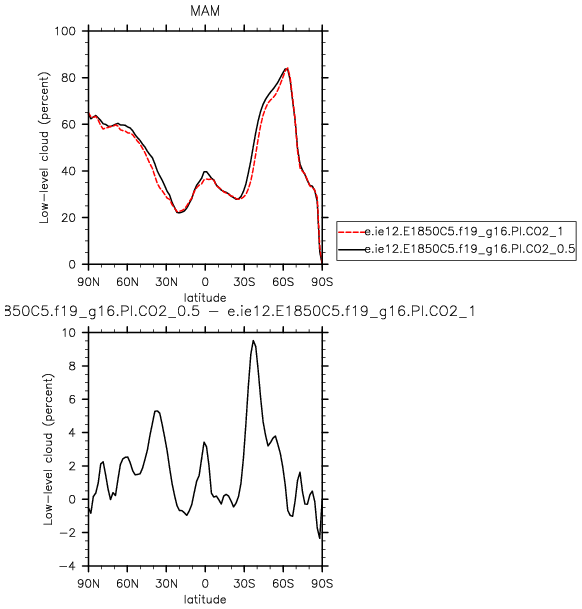 MAM
Low-level cloud (percent)
100
80
60
40
20
0
90N 60N 30N 0 30S 60S 90S
latitude
e.ie12.E1850C5.f19_g16.PI.CO2_1
e.ie12.E1850C5.f19_g16.PI.CO2_0.5
850C5.f19_g16.PI.CO2_0.5 — e.ie12.E1850C5.f19_g16.PI.CO2_1
Low-level cloud (percent)
10
8
6
4
2
0
-2
-4
90N 60N 30N 0 30S 60S 90S
latitude